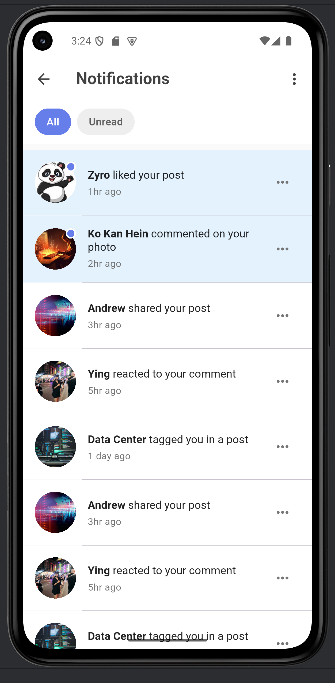 3:24
Notifications
All
Unread
Zyro liked your post
1hr ago
Ko Kan Hein commented on your
photo
2hr ago
Andrew shared your post
3hr ago
Ying reacted to your comment
5hr ago
Data Center tagged you in a post
1 day ago
Andrew shared your post
3hr ago
Ying reacted to your comment
5hr ago
Data Center tagged you in a post